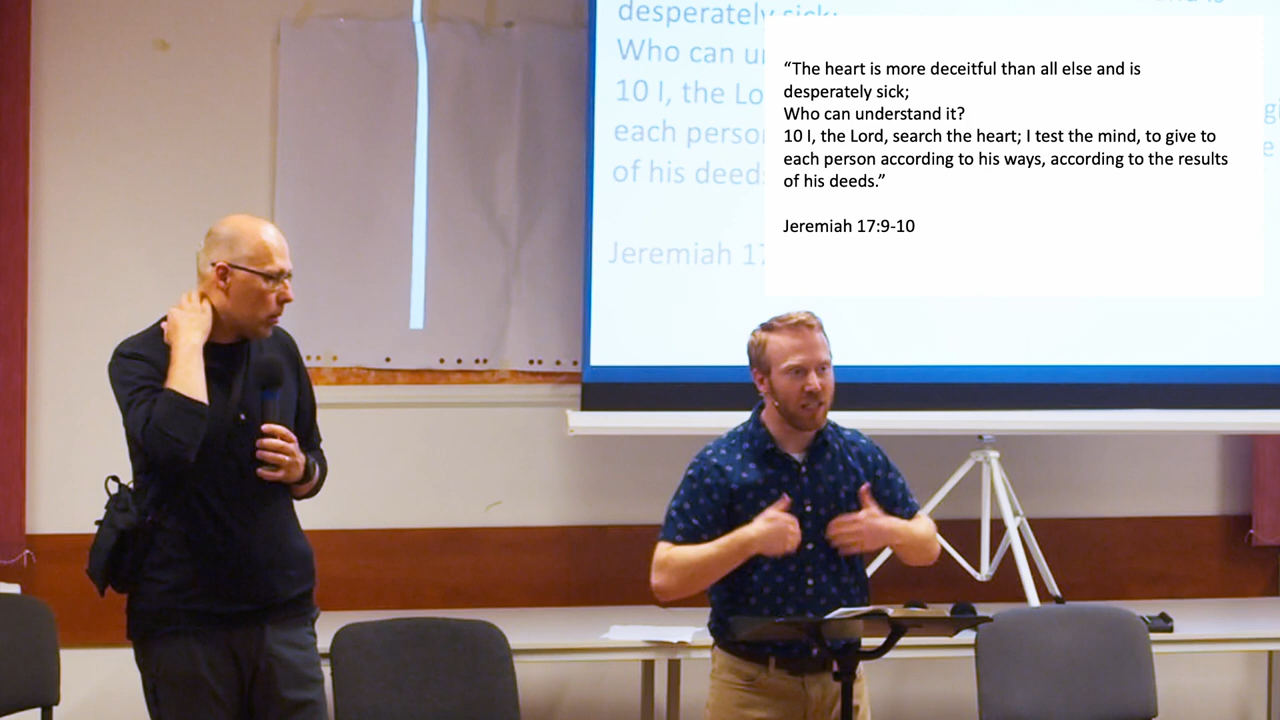 desperately sick;
Who can
10 I, the Lo
each person
of his deeds
Jeremiah 17
“The heart is more deceitful than all else and is
desperately sick;
Who can understand it?
10 I, the Lord, search the heart; I test the mind, to give to
each person according to his ways, according to the results
of his deeds.”
Jeremiah 17:9-10